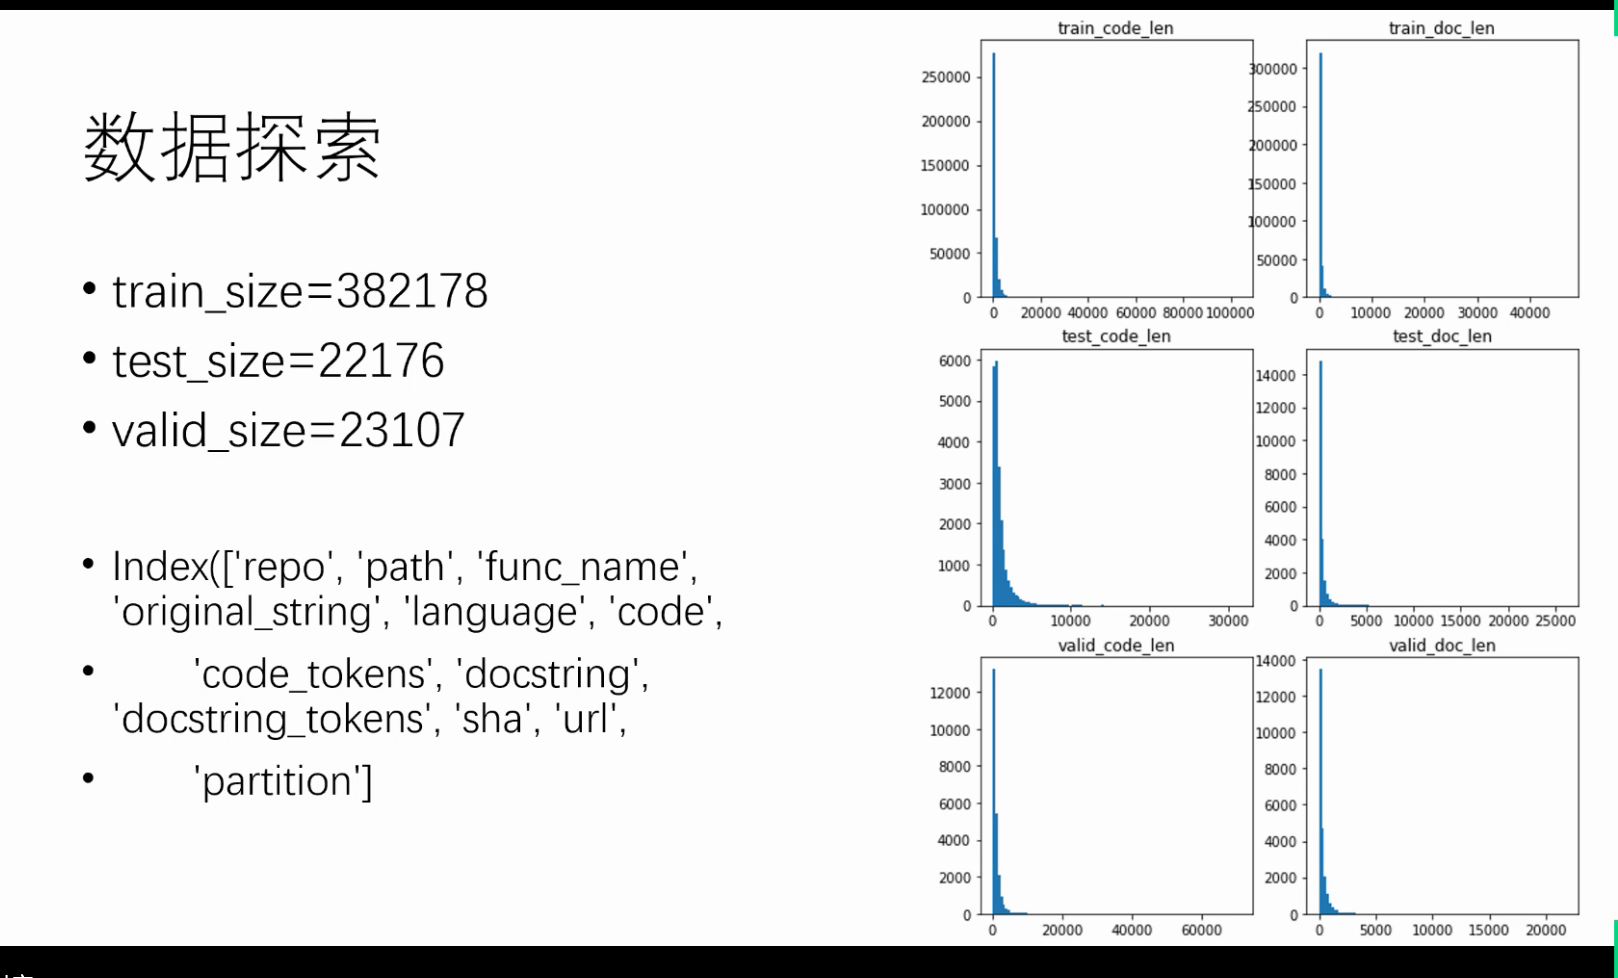 数据探索
• train_size=382178
• test_size=22176
• valid_size=23107
• Index(['repo', 'path', 'func_name',
'original_string', 'language', 'code',
• 'code_tokens', 'docstring',
'docstring_tokens', 'sha', 'url',
• 'partition']
train_code_len
250000
200000
150000
100000
50000
0
0 20000 40000 60000 80000 100000
train_doc_len
300000
250000
200000
150000
100000
50000
0
0 10000 20000 30000 40000
test_code_len
6000
5000
4000
3000
2000
1000
0
0 10000 20000 30000
test_doc_len
14000
12000
10000
8000
6000
4000
2000
0
0 5000 10000 15000 20000 25000
valid_code_len
12000
10000
8000
6000
4000
2000
0
0 20000 40000 60000
valid_doc_len
14000
12000
10000
8000
6000
4000
2000
0
0 5000 10000 15000 20000